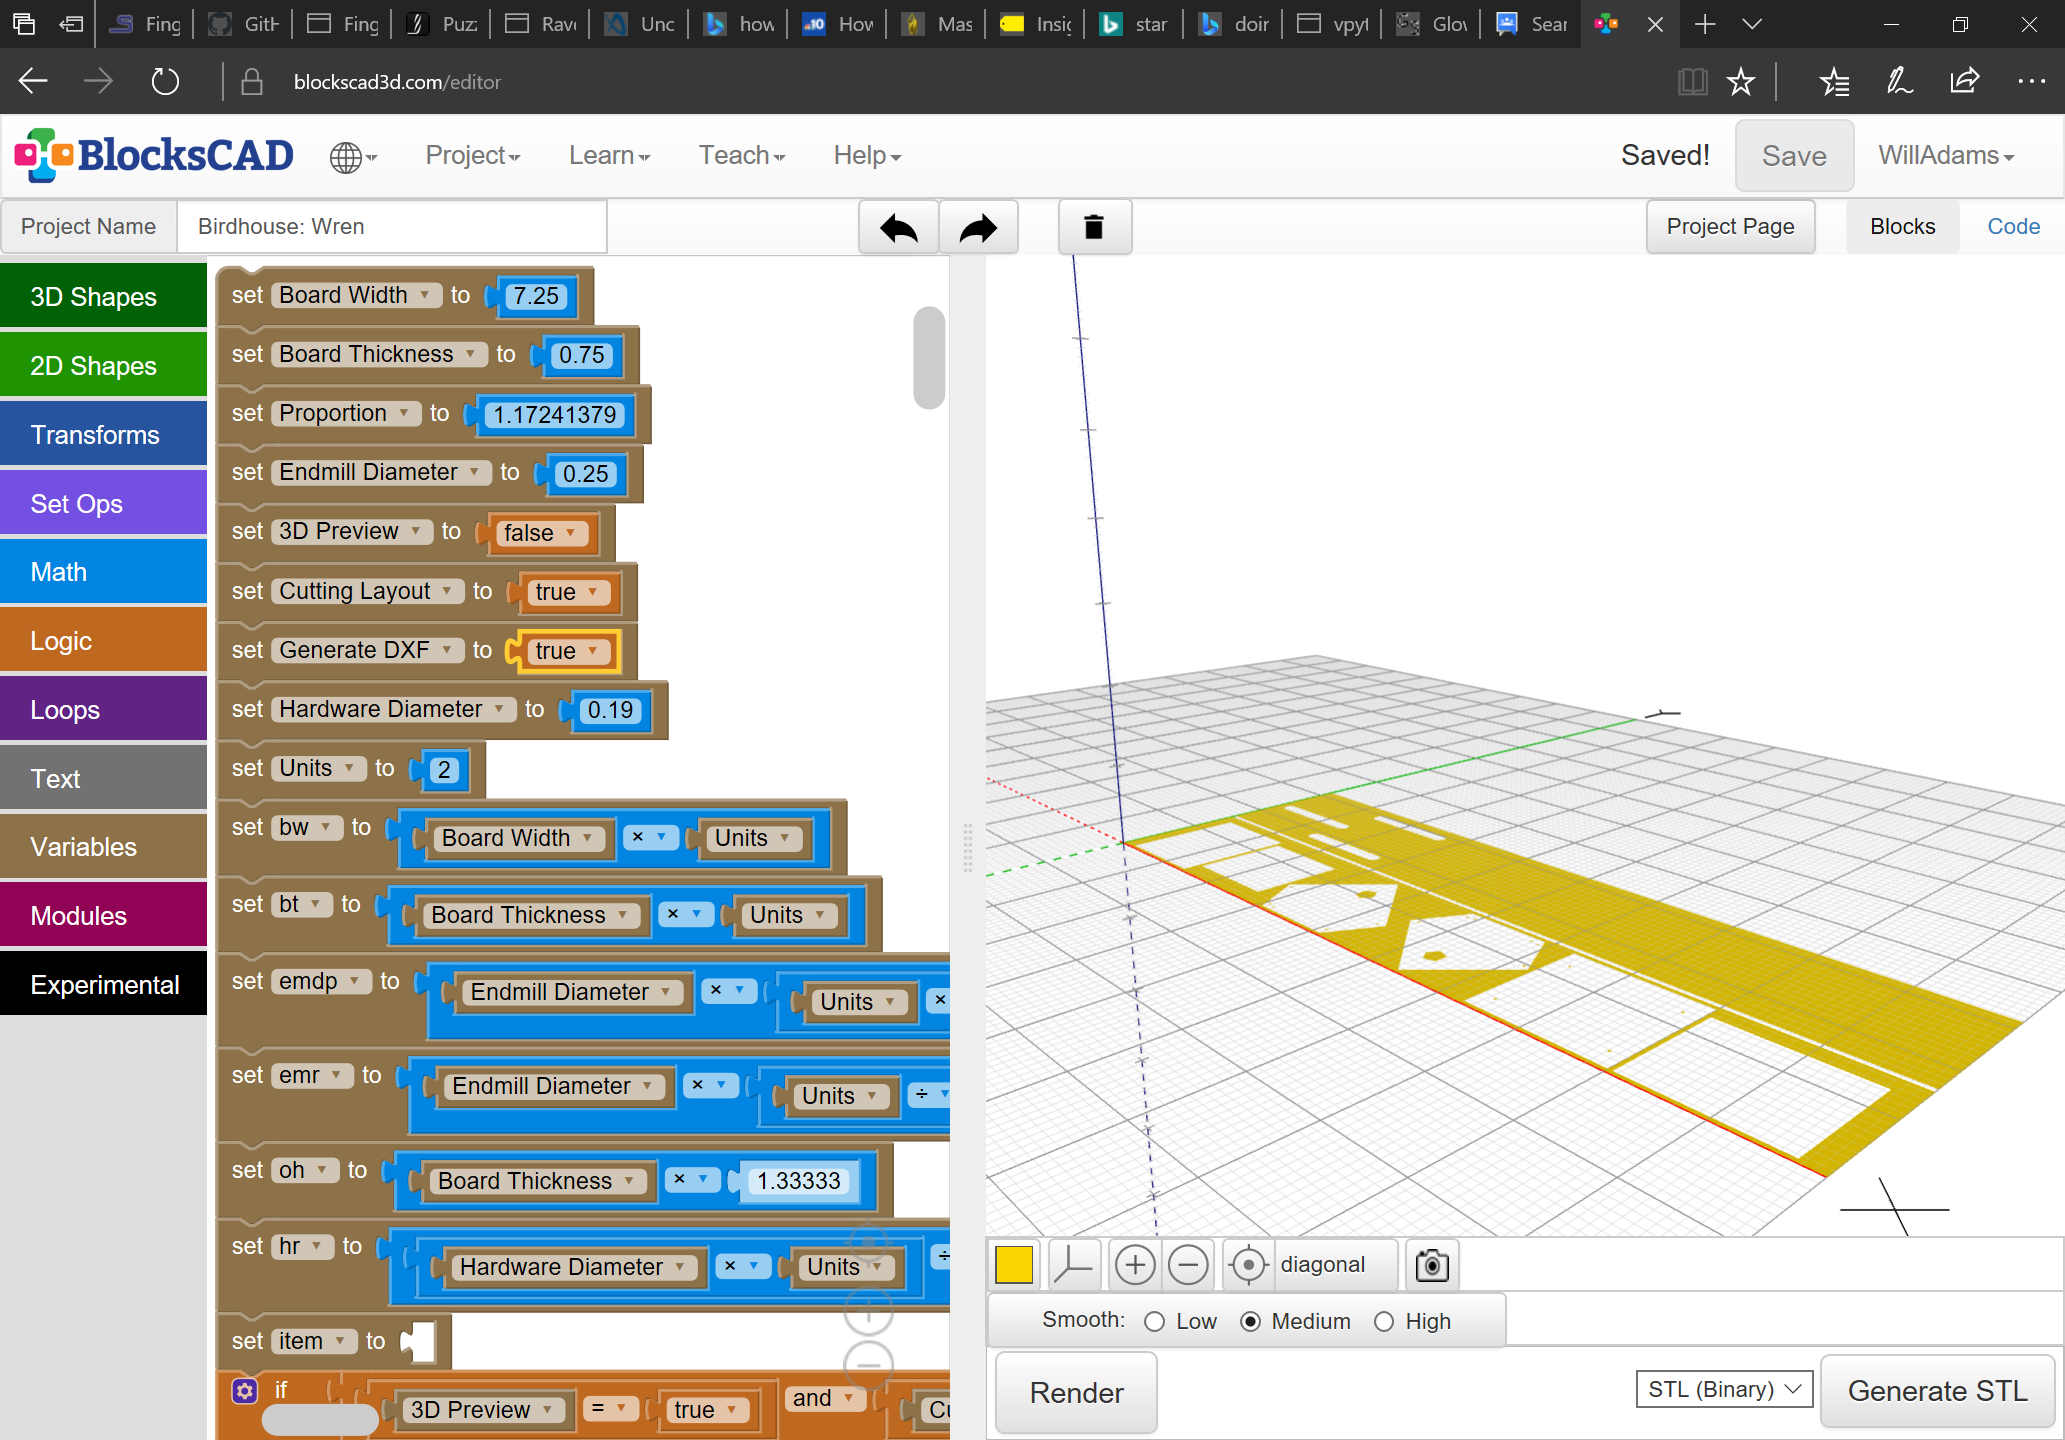 Fing
GitH
Fing
Puz
Rave
Unc
how
How
Mas
Insig
star
doir
vpyt
Glov
Sear
blockscad3d.com/editor
BlocksCAD
Project
Learn
Teach
Help
Saved!
Save
WillAdams
Project Name
Birdhouse: Wren
Project Page
Blocks
Code
3D Shapes
2D Shapes
Transforms
Set Ops
Math
Logic
Loops
Text
Variables
Modules
Experimental
set Board Width to 7.25
set Board Thickness to 0.75
set Proportion to 1.17241379
set Endmill Diameter to 0.25
set 3D Preview to false
set Cutting Layout to true
set Generate DXF to true
set Hardware Diameter to 0.19
set Units to 2
set bw to Board Width × Units
set bt to Board Thickness × Units
set emdp to Endmill Diameter × Units ×
set emr to Endmill Diameter × Units ÷
set oh to Board Thickness × 1.33333
set hr to Hardware Diameter × Units ÷
set item to
if 3D Preview = true and Cu
diagonal
Smooth: Low Medium High
Render
STL (Binary)
Generate STL